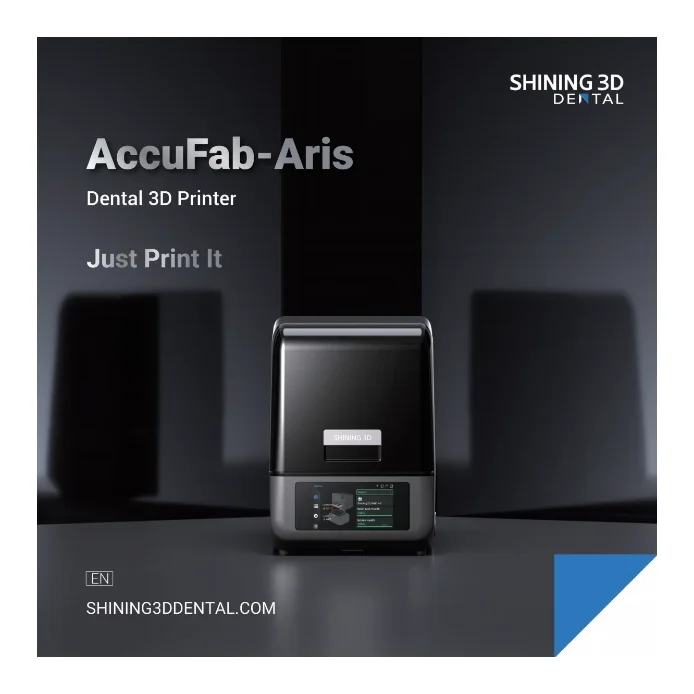 SHINING 3D
DENTAL
AccuFab-Aris
Dental 3D Printer
Just Print It
SHINING 3D
EN
SHINING3DDENTAL.COM